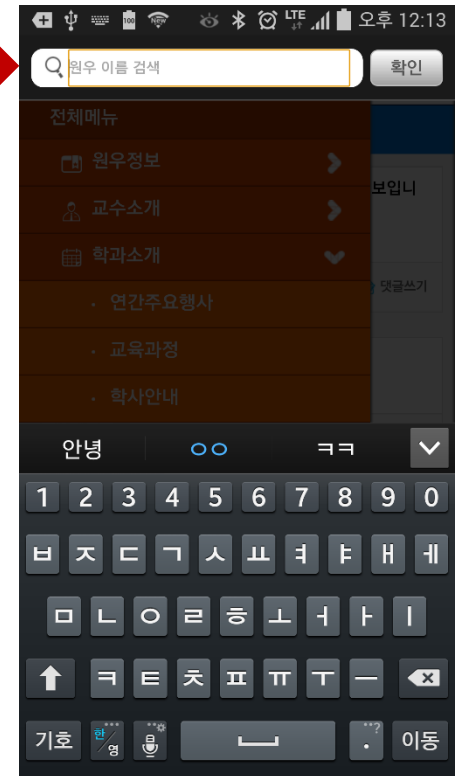 100 New LTE 오후 12:13
원우 이름 검색 확인
전체메뉴
원우정보
보입니
교수소개
학과소개
댓글쓰기
· 연간주요행사
· 교육과정
· 학사안내
안녕 ㅇㅇ ㅋㅋ
1 2 3 4 5 6 7 8 9 0
ㅂ ㅈ ㄷ ㄱ ㅅ ㅛ ㅕ ㅑ ㅐ ㅔ
ㅁ ㄴ ㅇ ㄹ ㅎ ㅗ ㅓ ㅏ ㅣ
ㅋ ㅌ ㅊ ㅍ ㅠ ㅜ ㅡ
기호 한/영 .?  이동